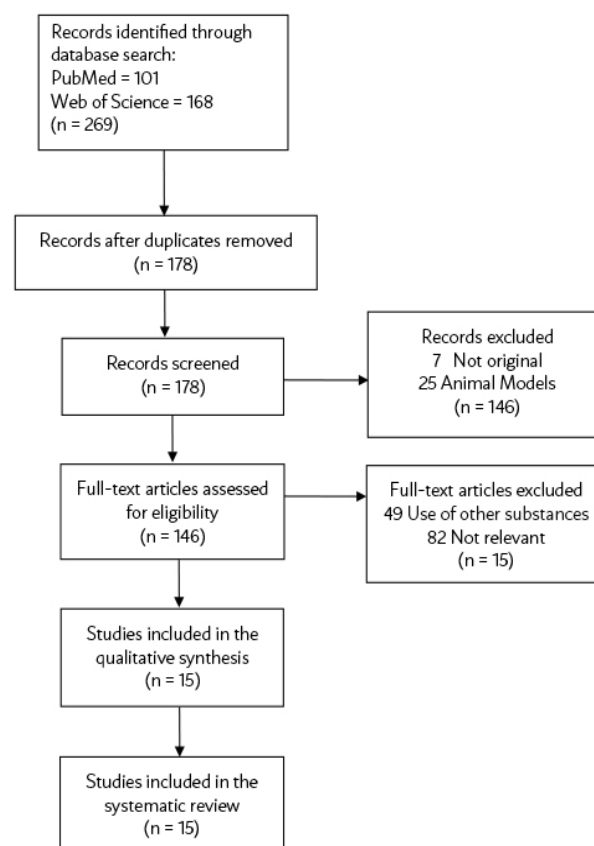 Records identified through
database search:
PubMed = 101
Web of Science = 168
(n = 269)
Records after duplicates removed
(n = 178)
Records screened
(n = 178)
Records excluded
7 Not original
25 Animal Models
(n = 146)
Full-text articles assessed
for eligibility
(n = 146)
Full-text articles excluded
49 Use of other substances
82 Not relevant
(n = 15)
Studies included in the
qualitative synthesis
(n = 15)
Studies included in the
systematic review
(n = 15)